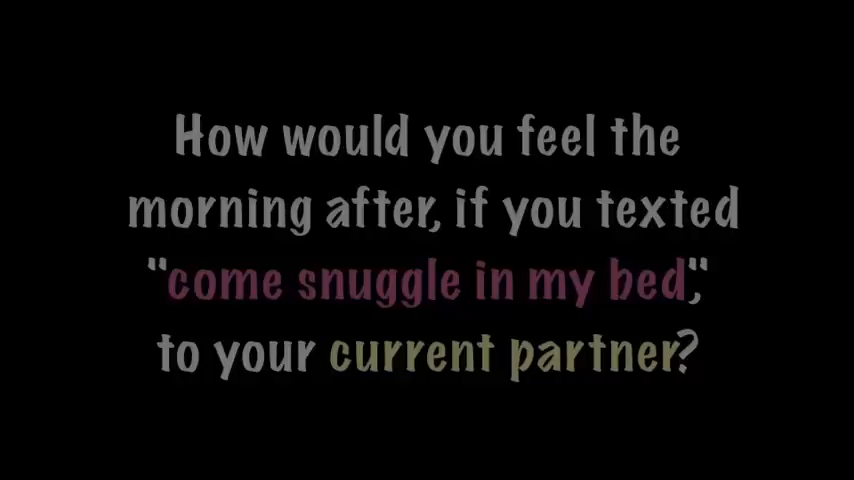 How would you feel the
morning after, if you texted
"come snuggle in my bed,"
to your current partner?